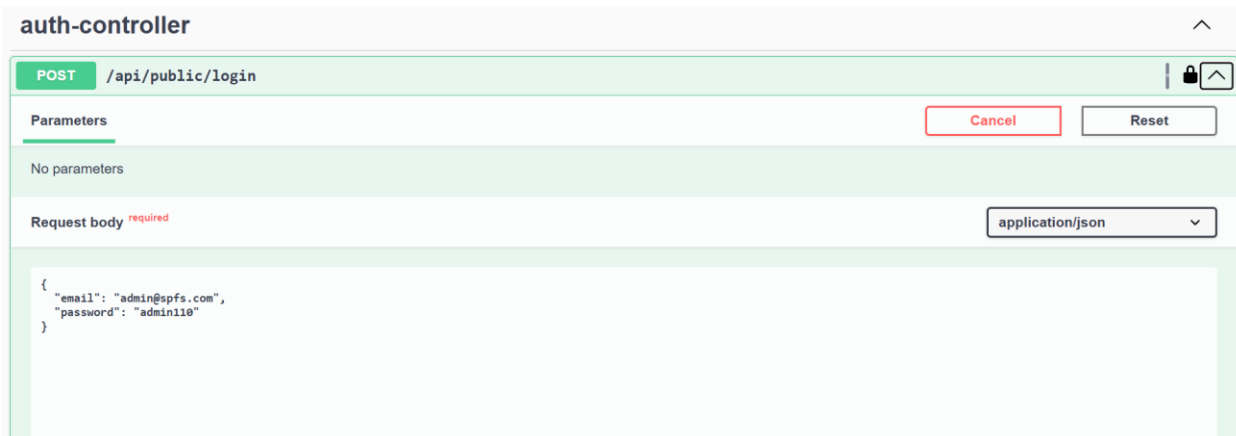 auth-controller
POST /api/public/login
Parameters
Cancel
Reset
No parameters
Request body required
application/json
{
"email": "admin@spfs.com",
"password": "admin110"
}